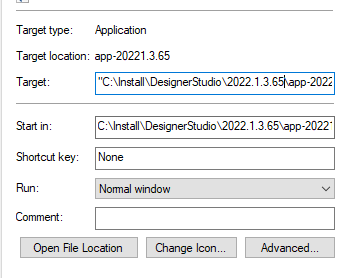 Target type: Application
Target location: app-20221.3.65
Target: "C:\Install\DesignerStudio\2022.1.3.65\app-2022
Start in: C:\Install\DesignerStudio\2022.1.3.65\app-2022
Shortcut key: None
Run: Normal window
Comment:
Open File Location Change Icon... Advanced...